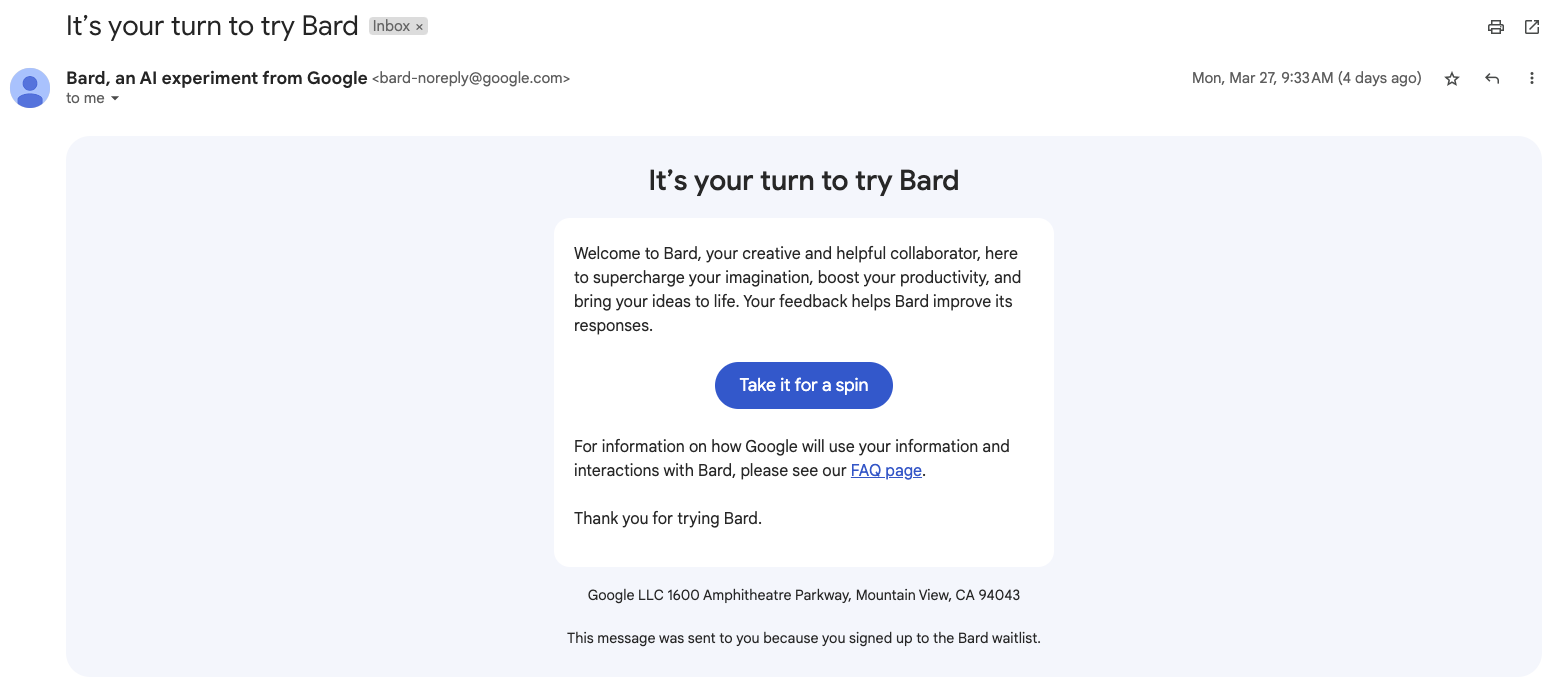 It’s your turn to try Bard Inbox ×
Bard, an AI experiment from Google <bard-noreply@google.com> Mon, Mar 27, 9:33 AM (4 days ago)
to me
It’s your turn to try Bard
Welcome to Bard, your creative and helpful collaborator, here
to supercharge your imagination, boost your productivity, and
bring your ideas to life. Your feedback helps Bard improve its
responses.
Take it for a spin
For information on how Google will use your information and
interactions with Bard, please see our FAQ page.
Thank you for trying Bard.
Google LLC 1600 Amphitheatre Parkway, Mountain View, CA 94043
This message was sent to you because you signed up to the Bard waitlist.